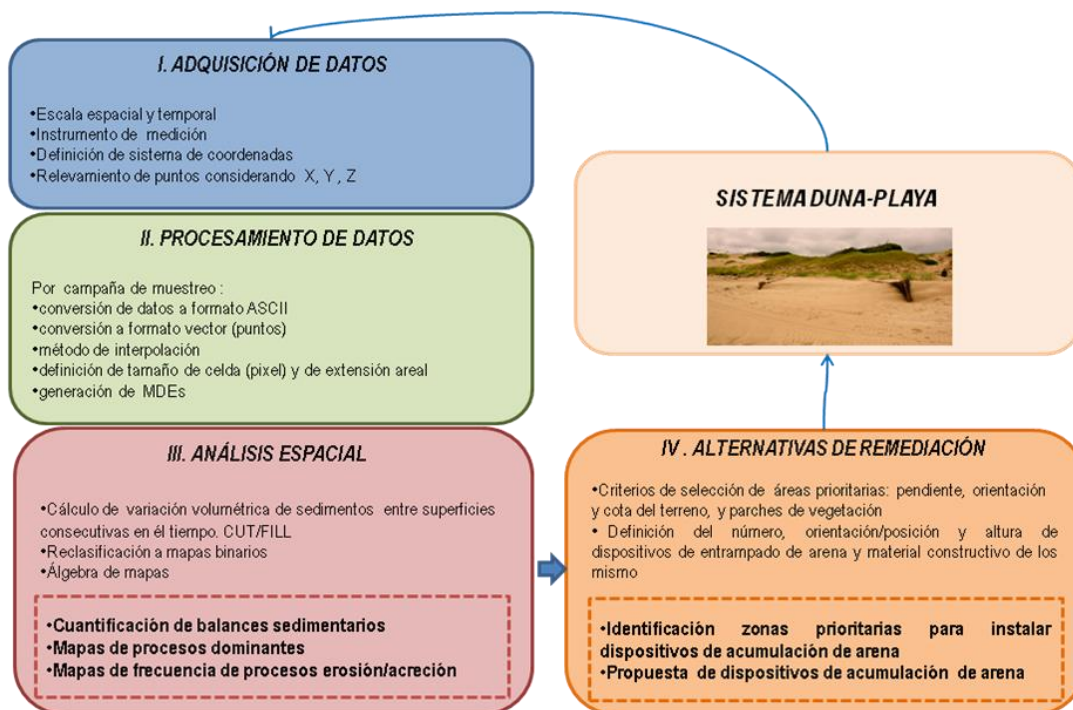 I. ADQUISICIÓN DE DATOS
•Escala espacial y temporal
•Instrumento de medición
•Definición de sistema de coordenadas
•Relevamiento de puntos considerando X, Y , Z
II. PROCESAMIENTO DE DATOS
Por campaña de muestreo :
•conversión de datos a formato ASCII
•conversión a formato vector (puntos)
•método de interpolación
•definición de tamaño de celda (pixel) y de extensión areal
•generación de MDEs
III. ANÁLISIS ESPACIAL
•Cálculo de variación volumétrica de sedimentos entre superficies
consecutivas en él tiempo. CUT/FILL
•Reclasificación a mapas binarios
•Álgebra de mapas
•Cuantificación de balances sedimentarios
•Mapas de procesos dominantes
•Mapas de frecuencia de procesos erosión/acreción
IV . ALTERNATIVAS DE REMEDIACIÓN
•Criterios de selección de áreas prioritarias: pendiente, orientación
y cota del terreno, y parches de vegetación
• Definición del número, orientación/posición y altura de
dispositivos de entrampado de arena y material constructivo de los
mismo
•Identificación zonas prioritarias para instalar
dispositivos de acumulación de arena
•Propuesta de dispositivos de acumulación de arena
SISTEMA DUNA-PLAYA